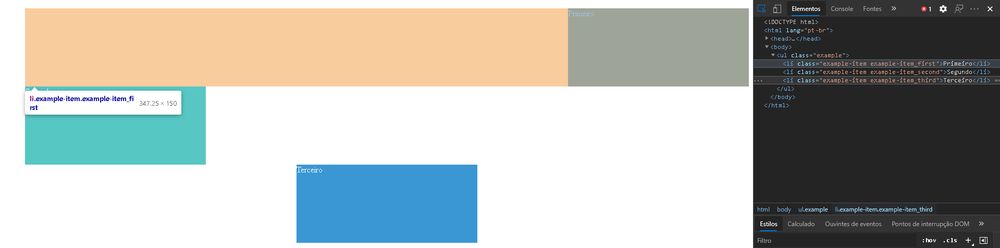 Primeiro
li.example-item.example-item_fi
rst
347.25 × 150
Terceiro
Elementos
Console
Fontes
1
<!DOCTYPE html>
<html lang="pt-br">
<head>…</head>
<body>
<ul class="example">
<li class="example-item example-item_first">Primeiro</li>
<li class="example-item example-item_second">Segundo</li>
<li class="example-item example-item_third">Terceiro</li> ==
</ul>
</body>
</html>
html body ul.example li.example-item.example-item_third
Estilos Calculado Ouvintes de eventos Pontos de interrupção DOM
Filtro :hov .cls